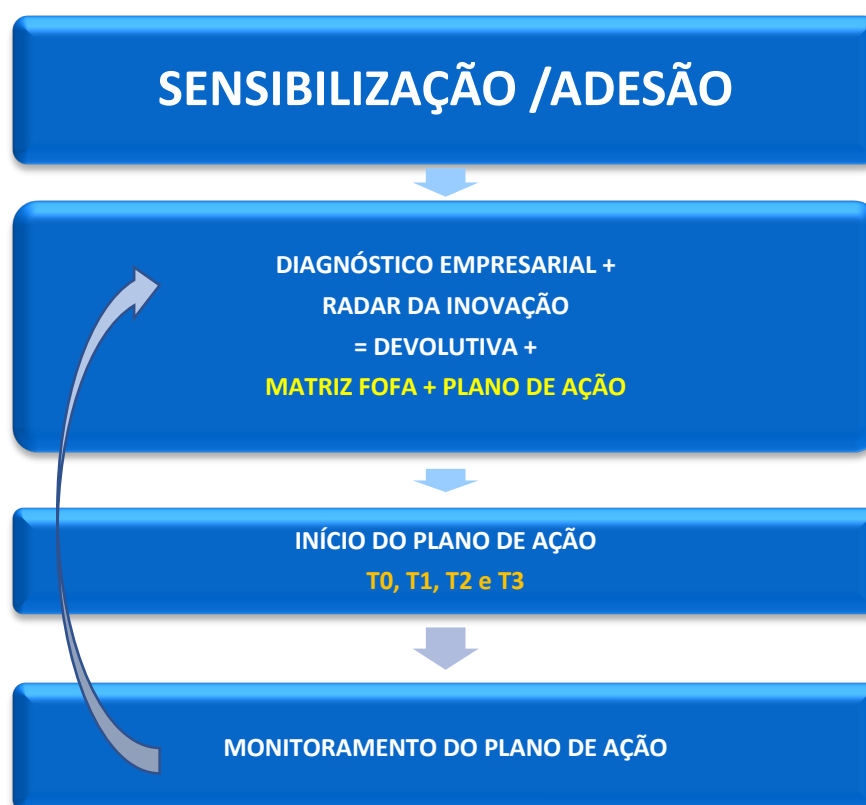 SENSIBILIZAÇÃO /ADESÃO
DIAGNÓSTICO EMPRESARIAL +
RADAR DA INOVAÇÃO
= DEVOLUTIVA +
MATRIZ FOFA + PLANO DE AÇÃO
INÍCIO DO PLANO DE AÇÃO
T0, T1, T2 e T3
MONITORAMENTO DO PLANO DE AÇÃO